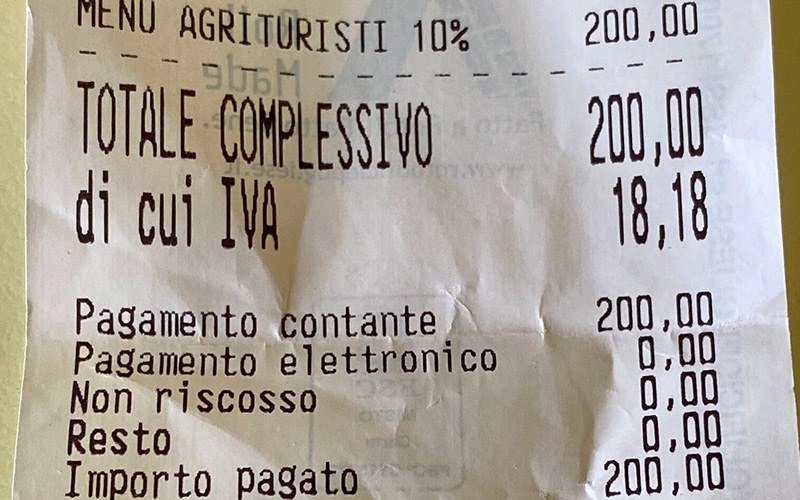 MENU AGRITURISTI 10% 200,00
TOTALE COMPLESSIVO 200,00
di cui IVA 18,18
Pagamento contante 200,00
Pagamento elettronico 0,00
Non riscosso 0,00
Resto 0,00
Importo pagato 200,00